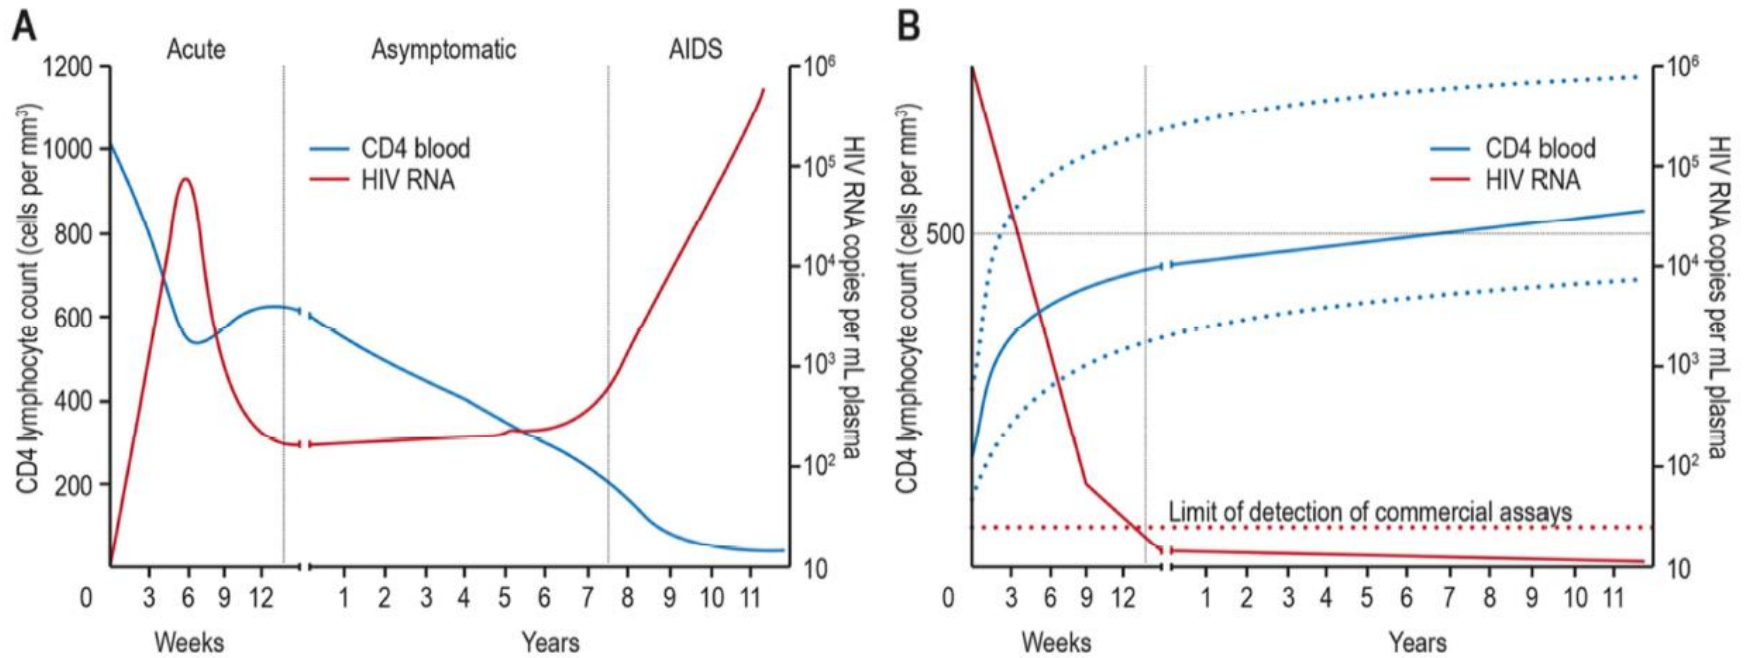 A
Acute
Asymptomatic
AIDS
1200
1000
800
600
400
200
0
CD4 lymphocyte count (cells per mm³)
CD4 blood
HIV RNA
10⁶
10⁵
10⁴
10³
10²
10
HIV RNA copies per mL plasma
3 6 9 12
1 2 3 4 5 6 7 8 9 10 11
Weeks
Years
B
500
0
CD4 lymphocyte count (cells per mm³)
CD4 blood
HIV RNA
Limit of detection of commercial assays
10⁶
10⁵
10⁴
10³
10²
10
HIV RNA copies per mL plasma
3 6 9 12
1 2 3 4 5 6 7 8 9 10 11
Weeks
Years